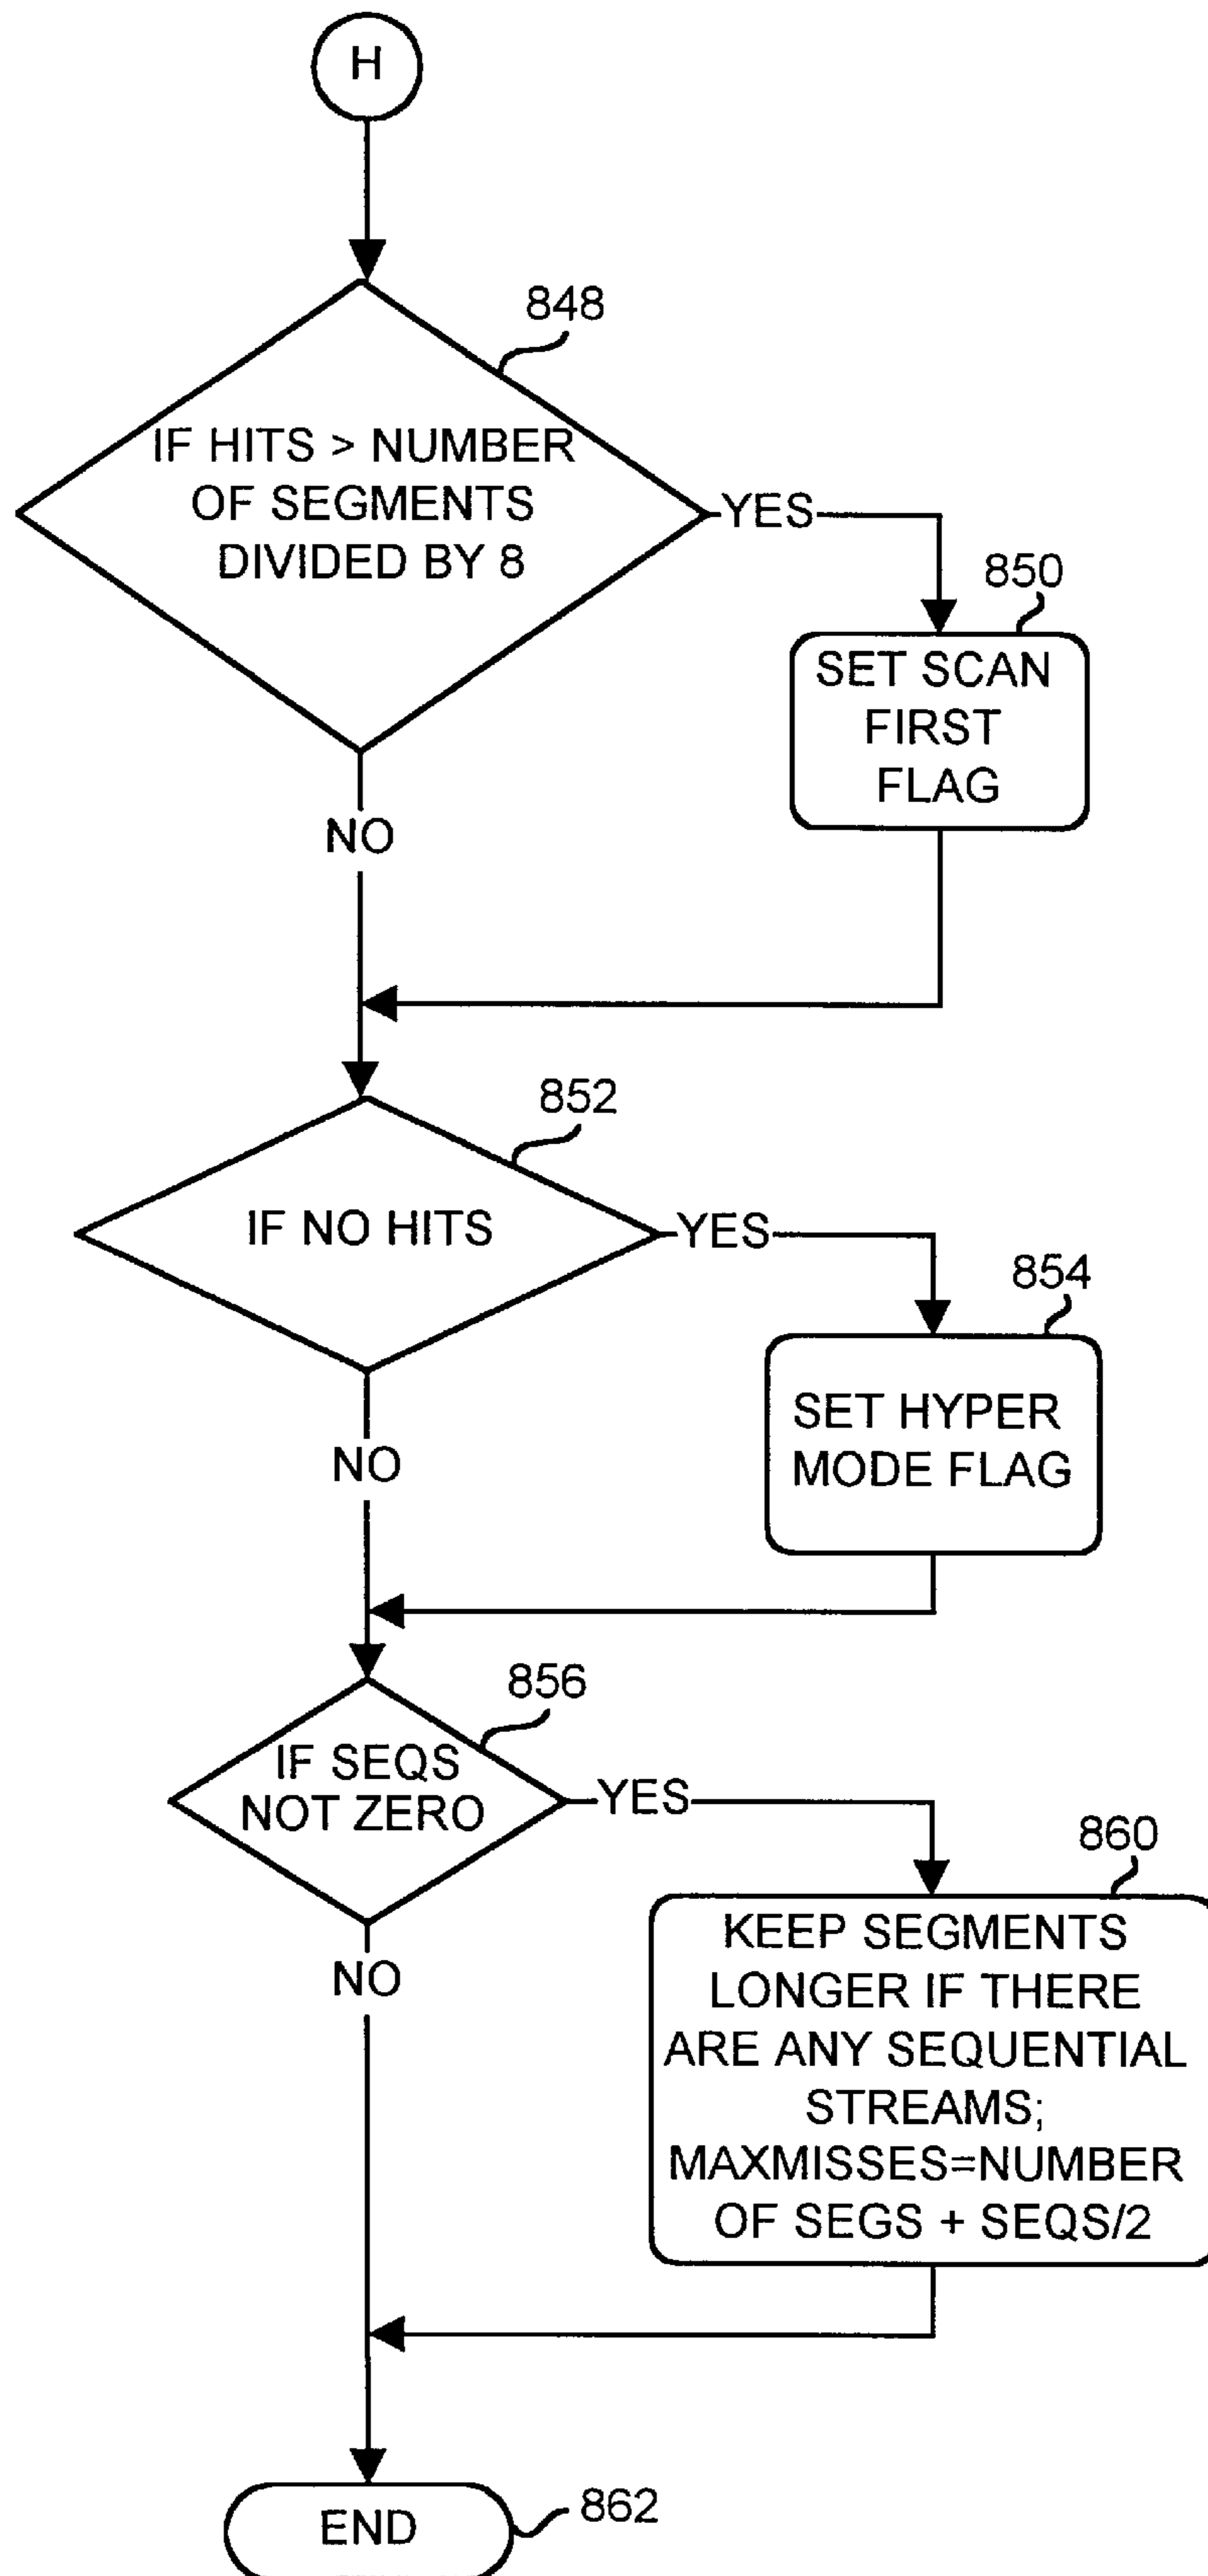 H
848
IF HITS > NUMBER
OF SEGMENTS
DIVIDED BY 8
YES
850
SET SCAN
FIRST
FLAG
NO
852
IF NO HITS
YES
854
SET HYPER
MODE FLAG
NO
856
IF SEQS
NOT ZERO
YES
860
KEEP SEGMENTS
LONGER IF THERE
ARE ANY SEQUENTIAL
STREAMS;
MAXMISSES=NUMBER
OF SEGS + SEQS/2
NO
END
862